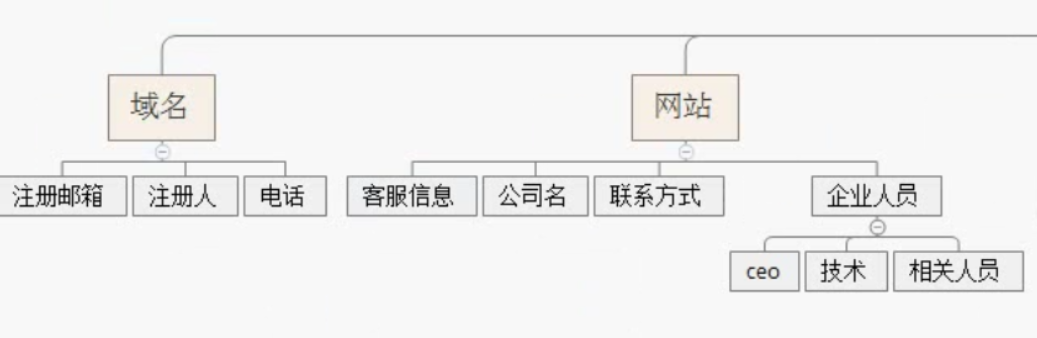 域名
网站
注册邮箱
注册人
电话
客服信息
公司名
联系方式
企业人员
ceo
技术
相关人员